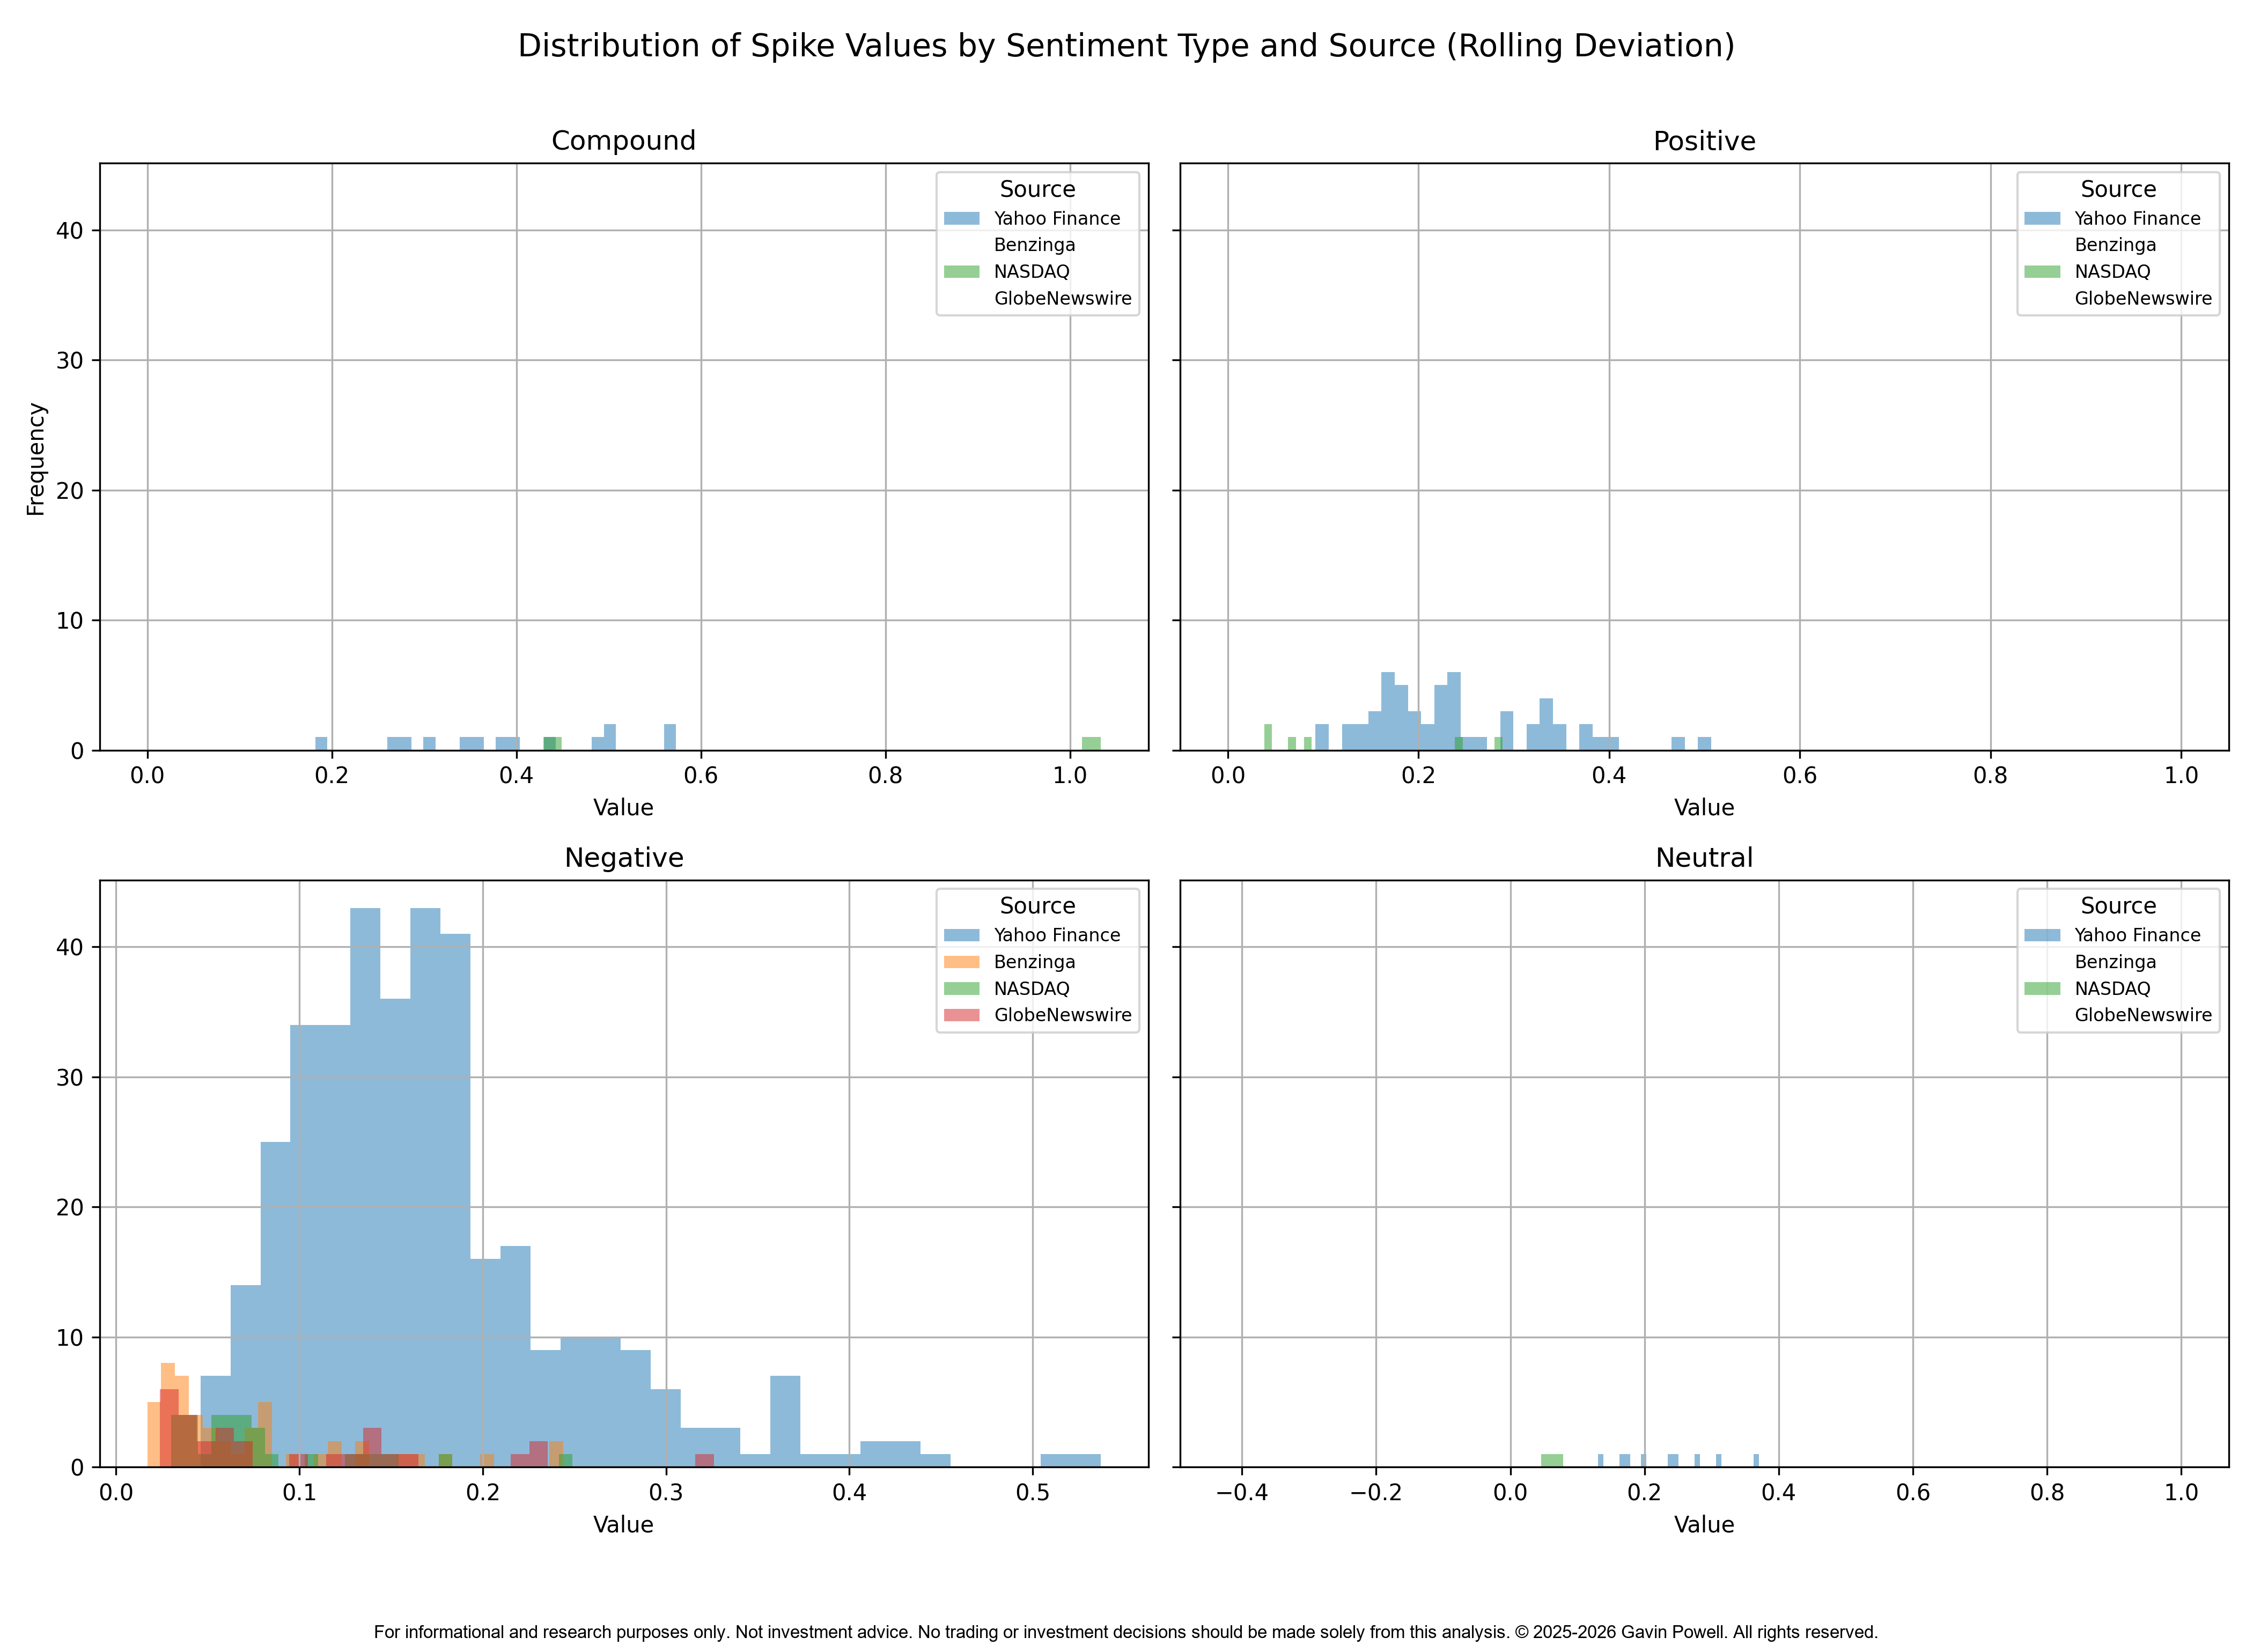 Distribution of Spike Values by Sentiment Type and Source (Rolling Deviation)
Compound
Frequency
40
30
20
10
0
Source
Yahoo Finance
Benzinga
NASDAQ
GlobeNewswire
0.0 0.2 0.4 0.6 0.8 1.0
Value
Positive
Source
Yahoo Finance
Benzinga
NASDAQ
GlobeNewswire
0.0 0.2 0.4 0.6 0.8 1.0
Value
Negative
40
30
20
10
0
Source
Yahoo Finance
Benzinga
NASDAQ
GlobeNewswire
0.0 0.1 0.2 0.3 0.4 0.5
Value
Neutral
Source
Yahoo Finance
Benzinga
NASDAQ
GlobeNewswire
−0.4 −0.2 0.0 0.2 0.4 0.6 0.8 1.0
Value
For informational and research purposes only. Not investment advice. No trading or investment decisions should be made solely from this analysis. © 2025-2026 Gavin Powell. All rights reserved.